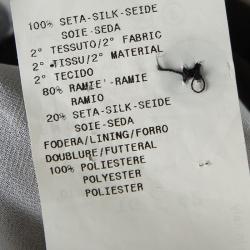 100% SETA-SILK-SEIDE
SOIE-SEDA
2° TESSUTO/2° FABRIC
2° TISSU/2° MATERIAL
2° TECIDO
80% RAMIE'-RAMIE
RAMIO
20% SETA-SILK-SEIDE
SOIE-SEDA
FODERA/LINING/FORRO
DOUBLURE/FUTTERAL
100% POLIESTERE
POLYESTER
POLIESTER